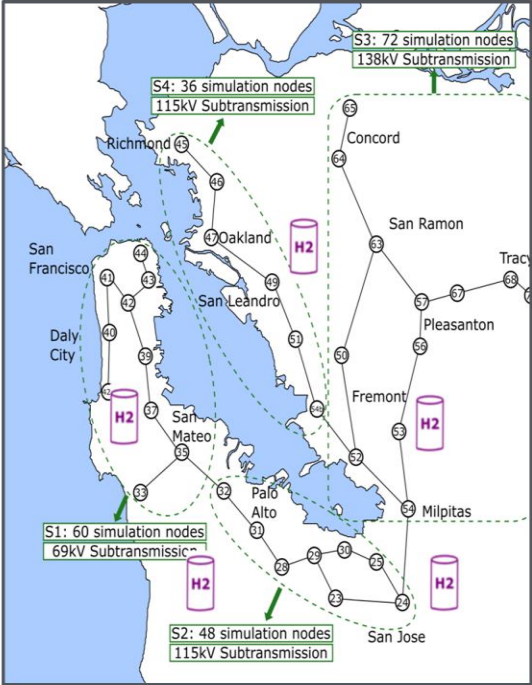 S3: 72 simulation nodes
138kV Subtransmission
S4: 36 simulation nodes
115kV Subtransmission
65
Concord
64
Richmond
45
46
47
Oakland
H2
San Ramon
63
San
Francisco
44
41
43
42
San Leandro
49
Tracy
68
67
57
Pleasanton
Daly
City
40
39
51
50
56
42
H2
37
San
Mateo
54b
Fremont
53
H2
35
52
33
32
Palo
Alto
31
54
Milpitas
S1: 60 simulation nodes
69kV Subtransmission
H2
28
29
30
25
23
24
H2
San Jose
S2: 48 simulation nodes
115kV Subtransmission